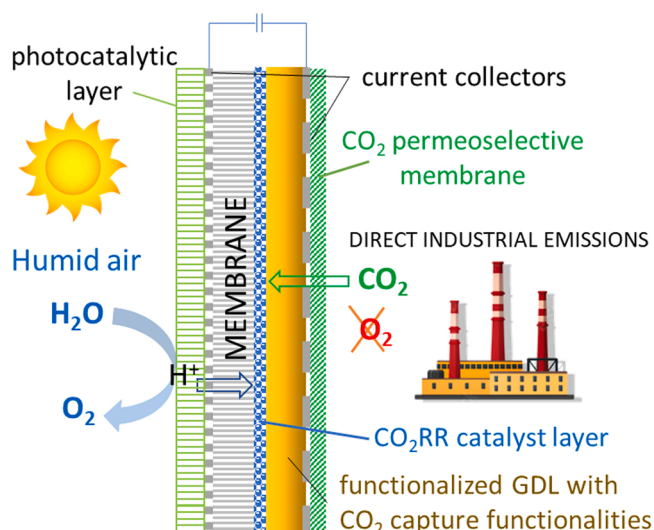 photocatalytic
layer
current collectors
CO₂ permeoselective
membrane
MEMBRANE
DIRECT INDUSTRIAL EMISSIONS
Humid air
CO₂
H₂O
O₂
H⁺
O₂
CO₂RR catalyst layer
functionalized GDL with
CO₂ capture functionalities